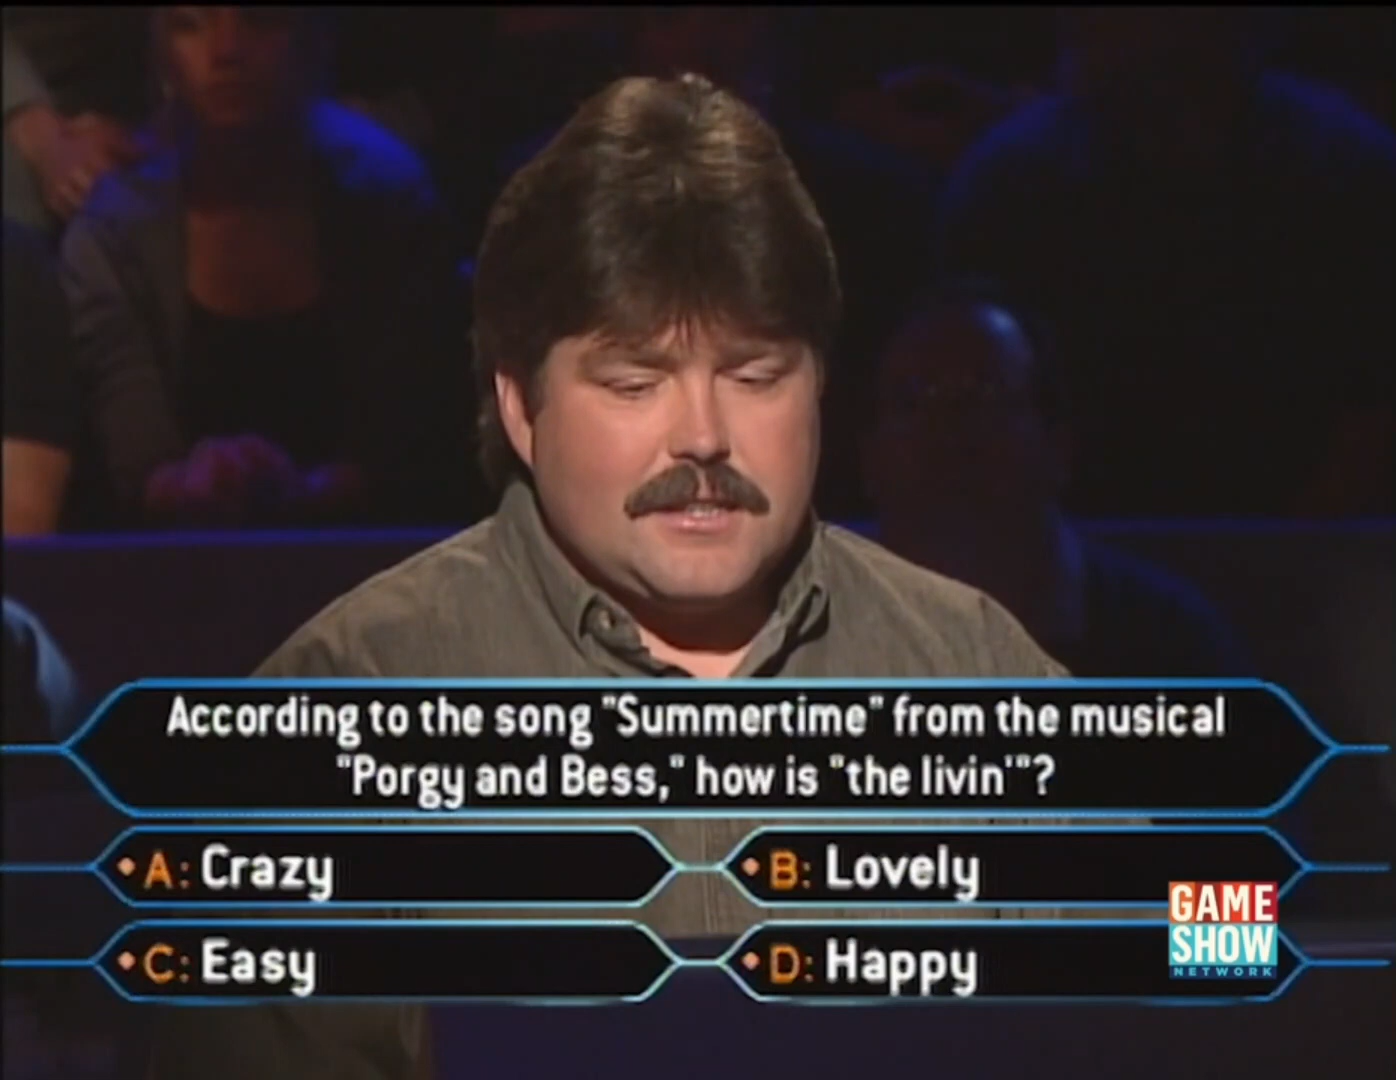 According to the song "Summertime" from the musical
"Porgy and Bess," how is "the livin'"?
A: Crazy
B: Lovely
C: Easy
D: Happy
GAME
SHOW
NETWORK